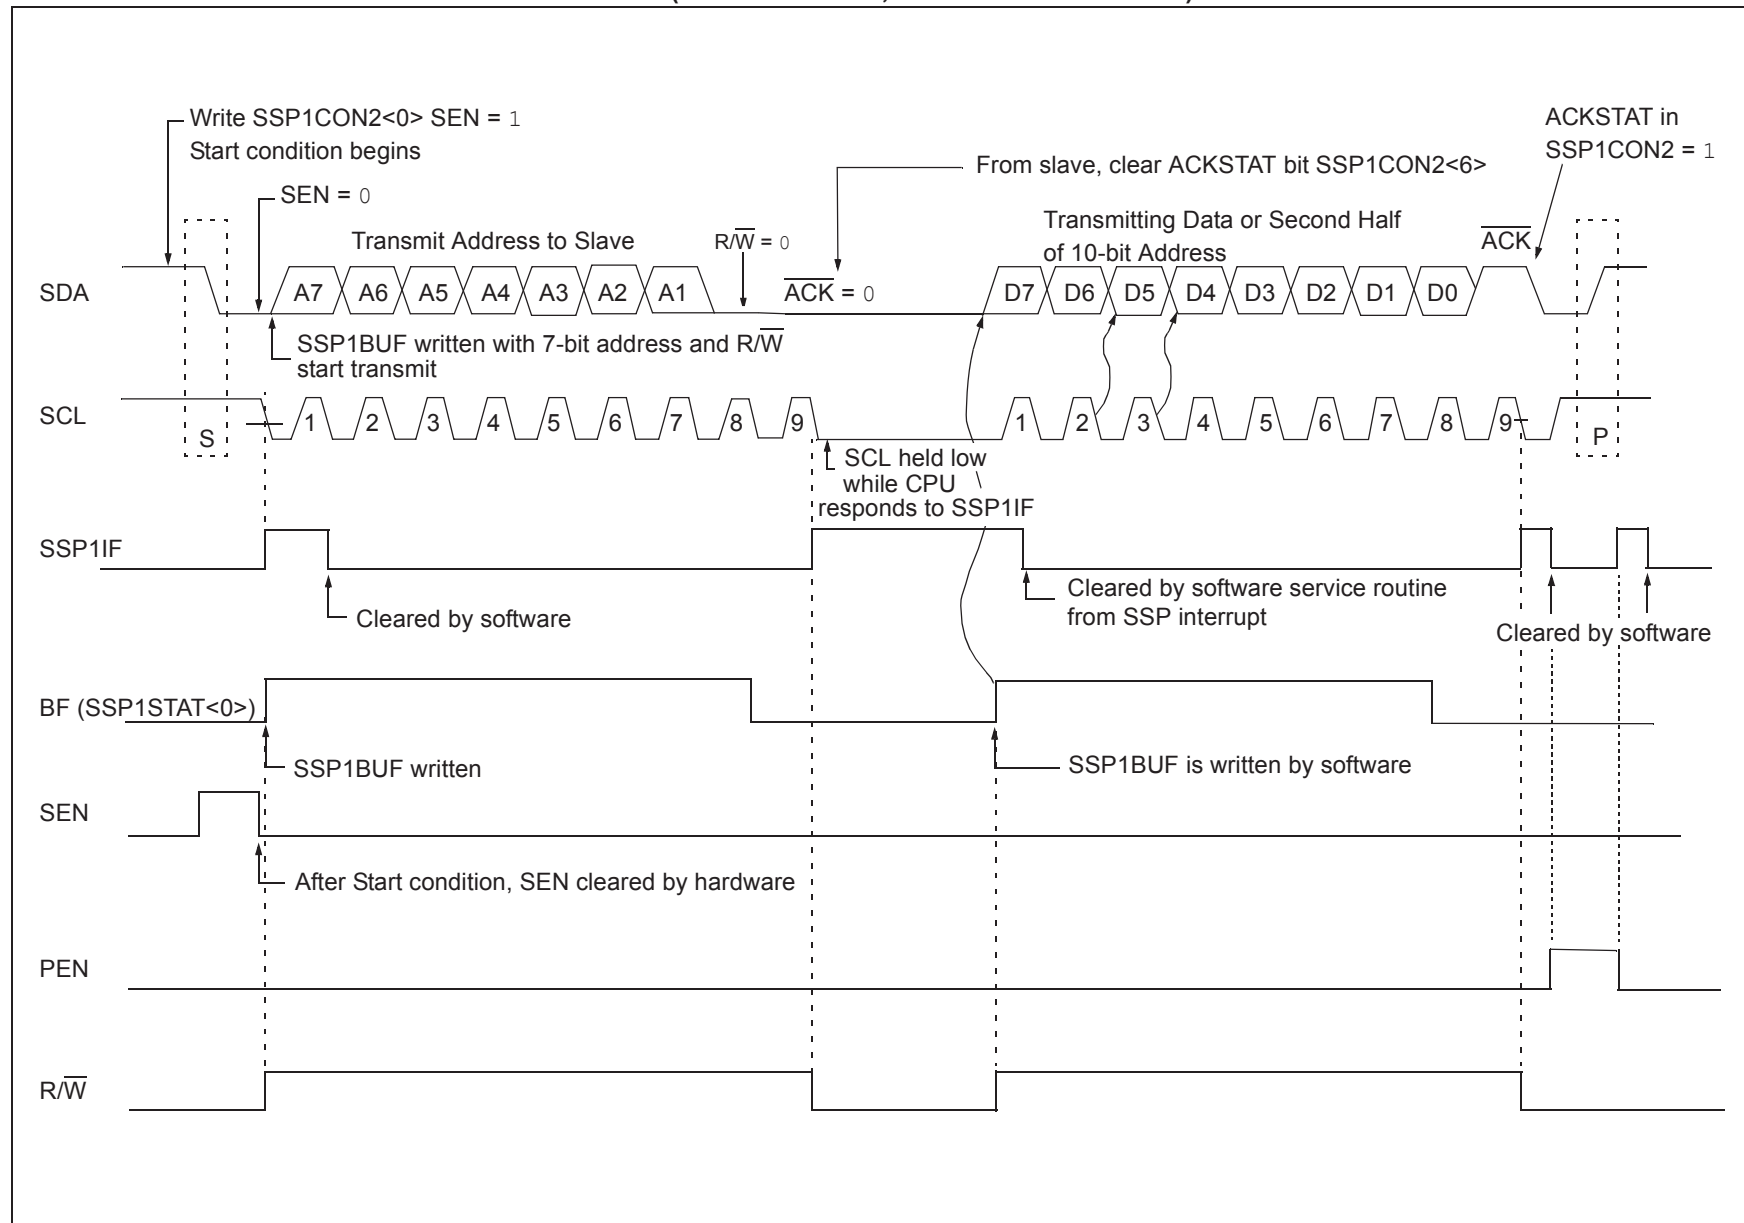 Write SSP1CON2<0> SEN = 1
Start condition begins
ACKSTAT in
SSP1CON2 = 1
From slave, clear ACKSTAT bit SSP1CON2<6>
SEN = 0
Transmit Address to Slave
R/W̅ = 0
Transmitting Data or Second Half
of 10-bit Address
A̅C̅K̅
SDA
A7 A6 A5 A4 A3 A2 A1
A̅C̅K̅ = 0
D7 D6 D5 D4 D3 D2 D1 D0
SSP1BUF written with 7-bit address and R/W̅
start transmit
SCL
S
1 2 3 4 5 6 7 8 9
1 2 3 4 5 6 7 8 9
P
SCL held low
while CPU
responds to SSP1IF
SSP1IF
Cleared by software
Cleared by software service routine
from SSP interrupt
Cleared by software
BF (SSP1STAT<0>)
SSP1BUF written
SSP1BUF is written by software
SEN
After Start condition, SEN cleared by hardware
PEN
R/W̅